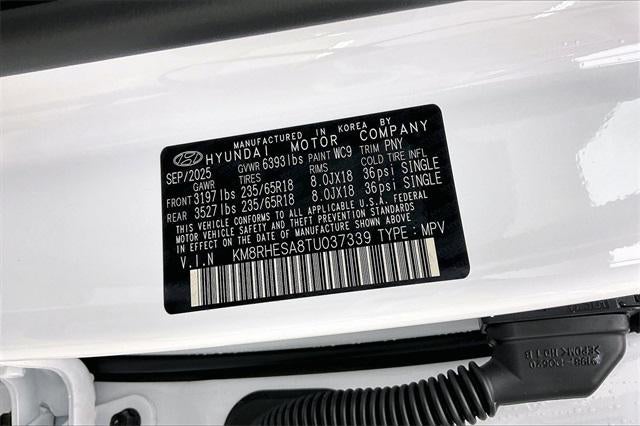 MANUFACTURED IN KOREA BY
HYUNDAI MOTOR COMPANY
SEP/2025 GVWR 6393lbs PAINT WC9 TRIM PNY
GAWR TIRES RIMS COLD TIRE INF.
FRONT 3197lbs 235/65R18 8.0JX18 36psi SINGLE
REAR 3527lbs 235/65R18 8.0JX18 36psi SINGLE
THIS VEHICLE CONFORMS TO ALL APPLICABLE FEDERAL
MOTOR VEHICLE SAFETY AND THEFT PREVENTION STANDARDS
IN EFFECT ON THE DATE OF MANUFACTURE SHOWN ABOVE.
V.I.N KM8RHESA8TU037339 TYPE : MPV